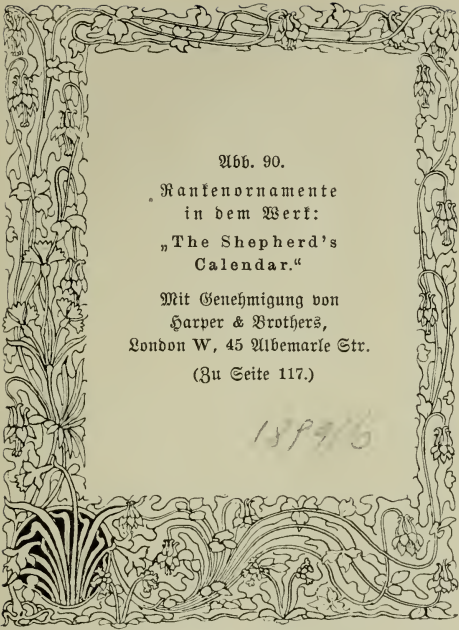 Abb. 90.
Rankenornamente
in dem Werk:
„The Shepherd's
Calendar.“
Mit Genehmigung von
Harper & Brothers,
London W, 45 Albemarle Str.
(Zu Seite 117.)